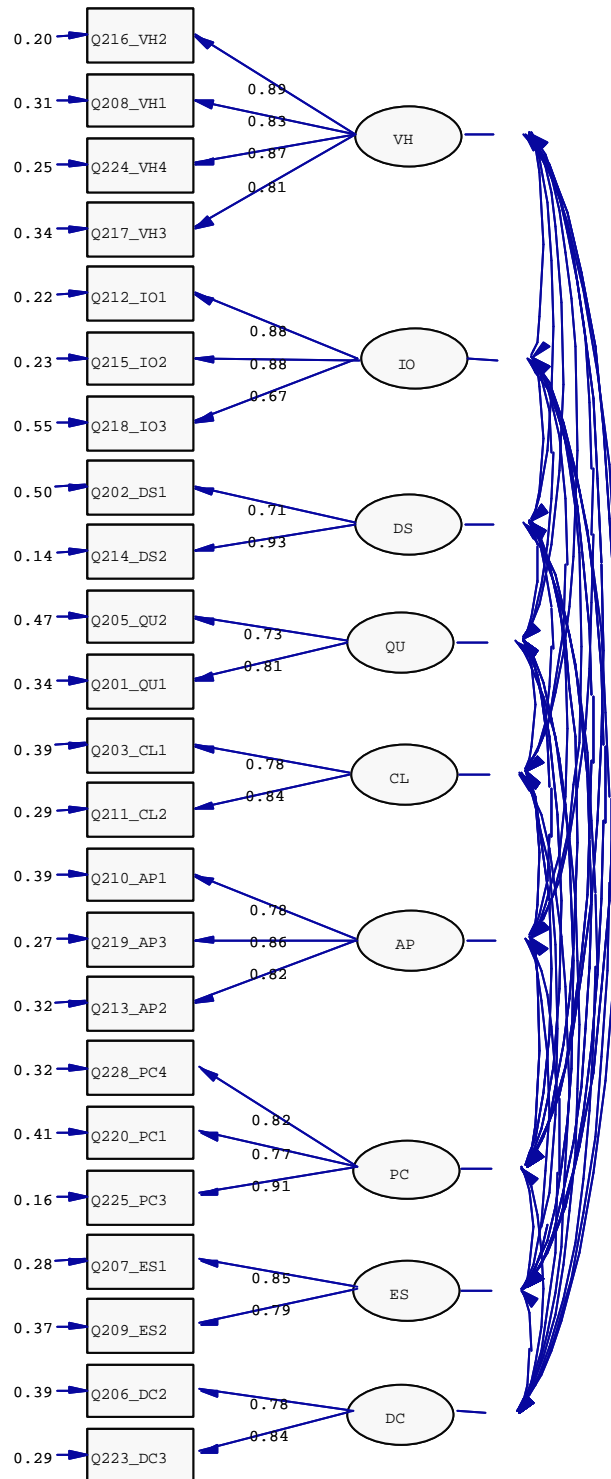 0.20 Q216_VH2
0.89
0.31 Q208_VH1
0.83
VH
0.25 Q224_VH4
0.87
0.81
0.34 Q217_VH3
0.22 Q212_IO1
0.88
0.23 Q215_IO2
0.88
IO
0.67
0.55 Q218_IO3
0.50 Q202_DS1
0.71
DS
0.93
0.14 Q214_DS2
0.47 Q205_QU2
0.73
QU
0.81
0.34 Q201_QU1
0.39 Q203_CL1
0.78
CL
0.84
0.29 Q211_CL2
0.39 Q210_AP1
0.78
0.27 Q219_AP3
0.86
AP
0.82
0.32 Q213_AP2
0.32 Q228_PC4
0.82
0.41 Q220_PC1
0.77
PC
0.91
0.16 Q225_PC3
0.28 Q207_ES1
0.85
ES
0.79
0.37 Q209_ES2
0.39 Q206_DC2
0.78
DC
0.84
0.29 Q223_DC3